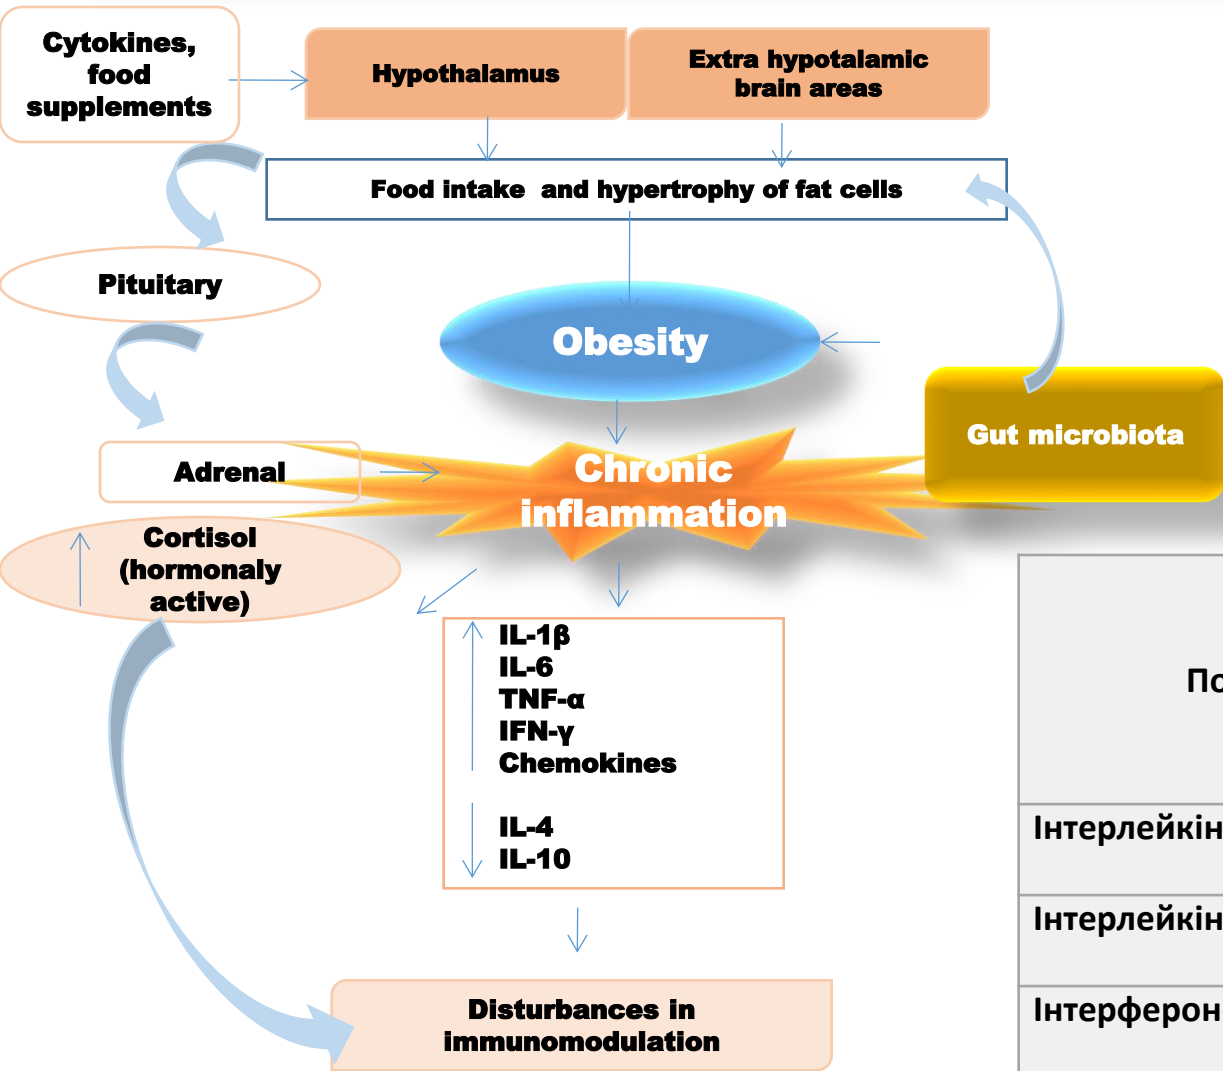 Cytokines,
food
supplements
Hypothalamus
Extra hypotalamic
brain areas
Food intake and hypertrophy of fat cells
Pituitary
Obesity
Gut microbiota
Adrenal
Chronic
inflammation
Cortisol
(hormonaly
active)
IL-1β
IL-6
TNF-α
IFN-γ
Chemokines
IL-4
IL-10
Disturbances in
immunomodulation
По
Інтерлейкін
Інтерлейкін
Інтерферон